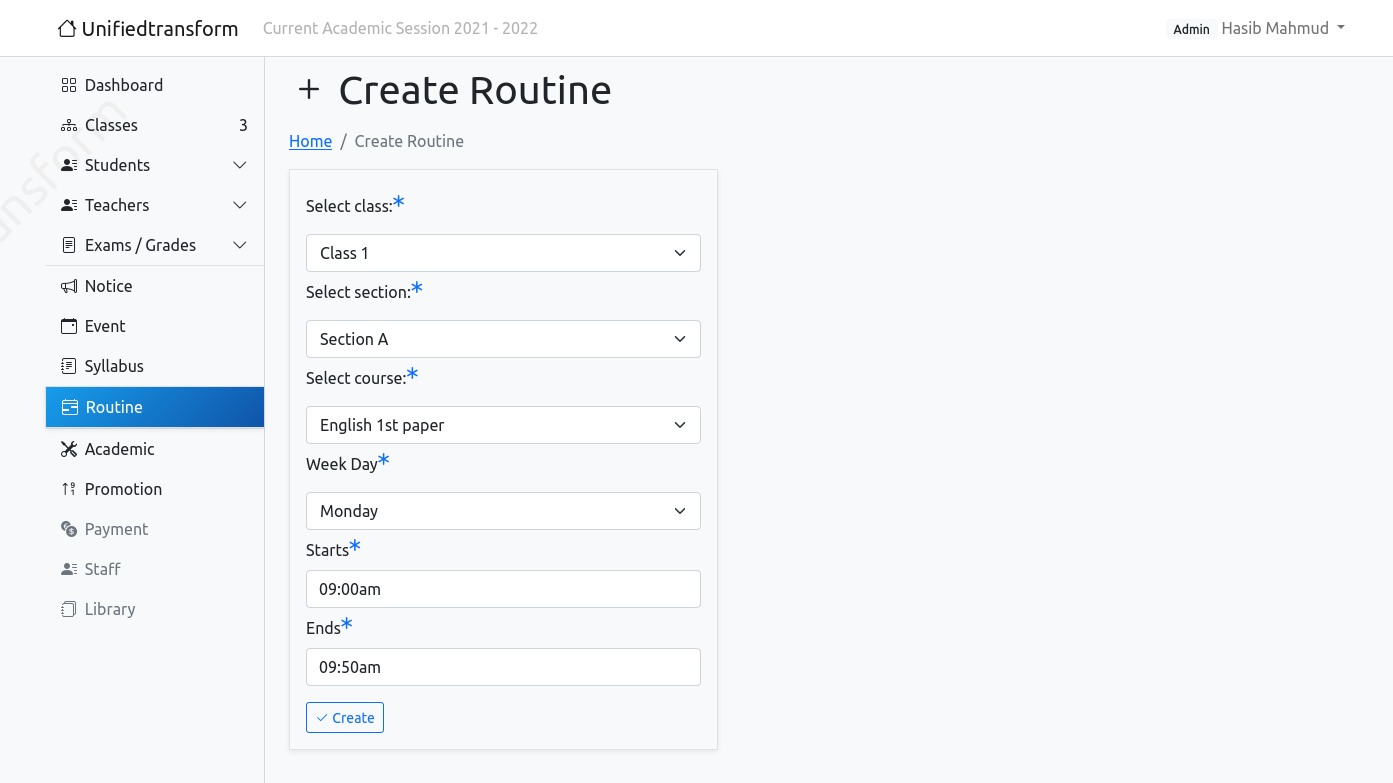 Unifiedtransform
Current Academic Session 2021 - 2022
Admin Hasib Mahmud
Dashboard
Classes 3
Students
Teachers
Exams / Grades
Notice
Event
Syllabus
Routine
Academic
Promotion
Payment
Staff
Library
Create Routine
Home / Create Routine
Select class:*
Class 1
Select section:*
Section A
Select course:*
English 1st paper
Week Day*
Monday
Starts*
09:00am
Ends*
09:50am
Create
ansform